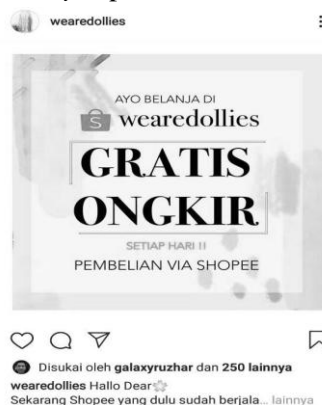 wearedollies
AYO BELANJA DI
S wearedollies
GRATIS
ONGKIR
SETIAP HARI !!
PEMBELIAN VIA SHOPEE
Disukai oleh galaxyruzhar dan 250 lainnya
wearedollies Hallo Dear
Sekarang Shopee yang dulu sudah berjala... lainnya